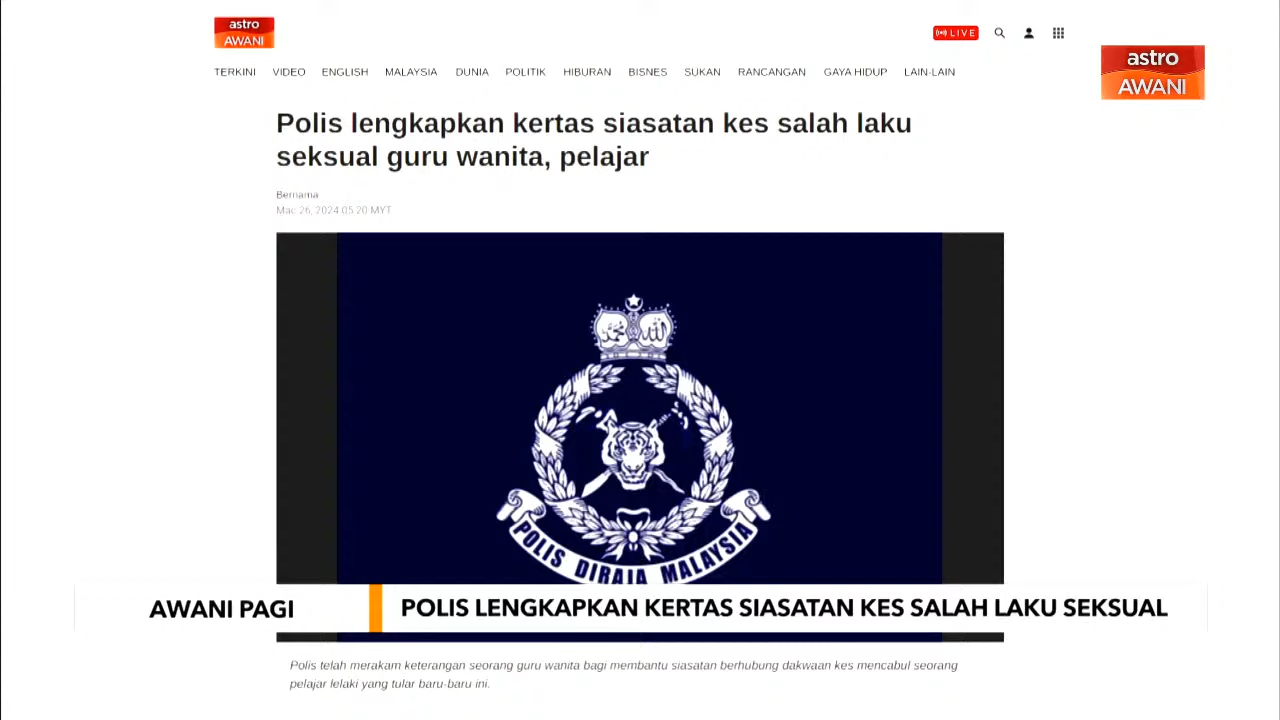 astro
AWANI
LIVE
TERKINI VIDEO ENGLISH MALAYSIA DUNIA POLITIK HIBURAN BISNES SUKAN RANCANGAN GAYA HIDUP LAIN-LAIN
astro
AWANI
Polis lengkapkan kertas siasatan kes salah laku
seksual guru wanita, pelajar
Bernama
Mac 26, 2024 05:20 MYT
محمد الله
POLIS DIRAJA MALAYSIA
AWANI PAGI
POLIS LENGKAPKAN KERTAS SIASATAN KES SALAH LAKU SEKSUAL
Polis telah merakam keterangan seorang guru wanita bagi membantu siasatan berhubung dakwaan kes mencabul seorang
pelajar lelaki yang tular baru-baru ini.